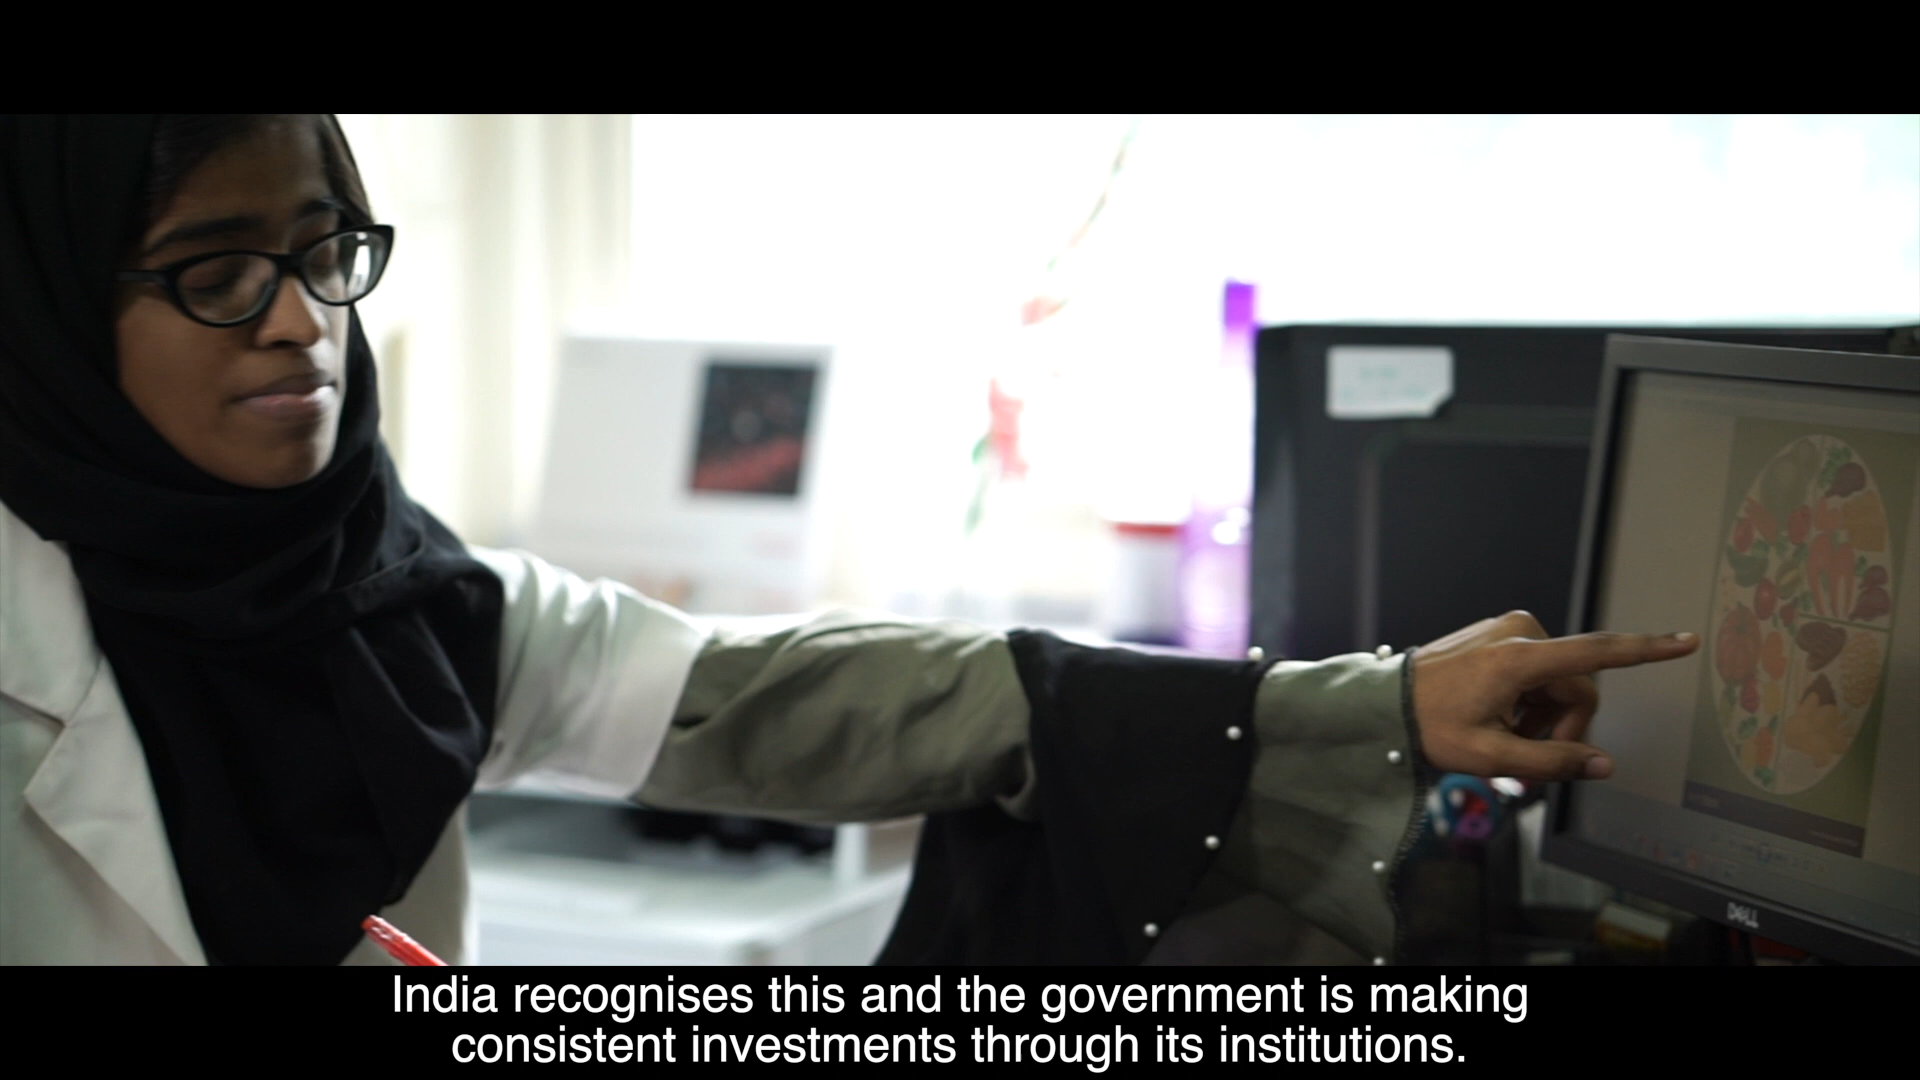 DELL
India recognises this and the government is making
consistent investments through its institutions.